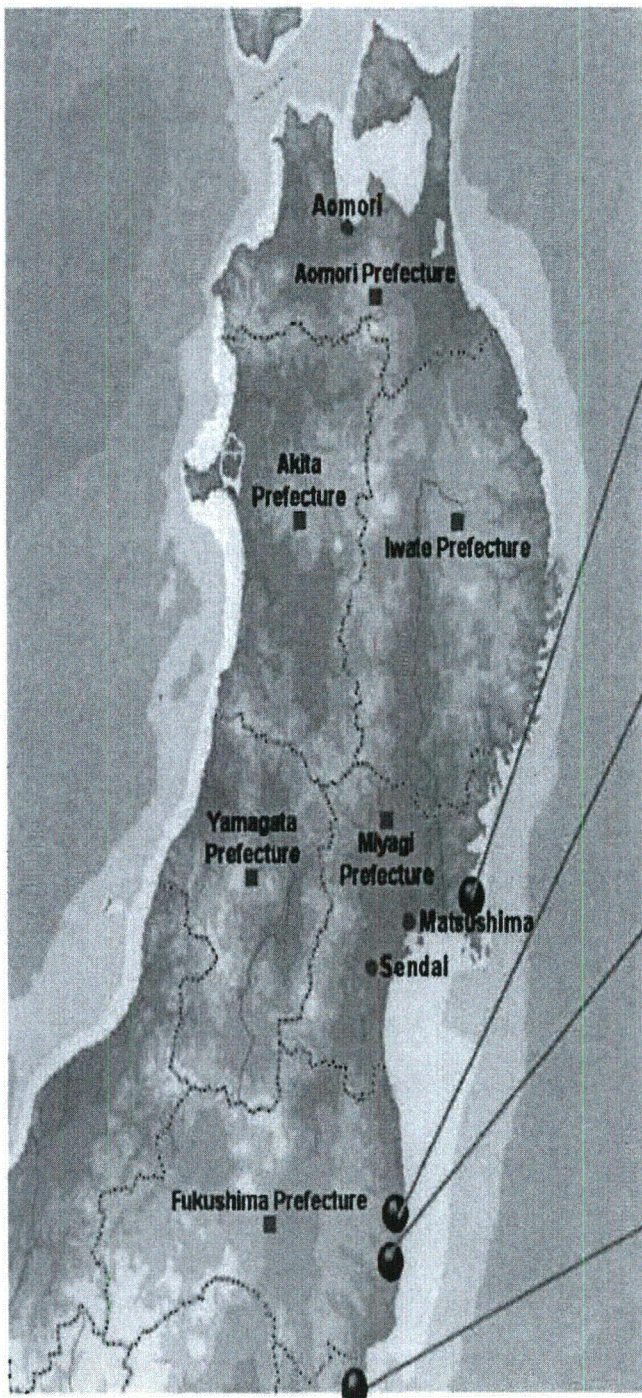 Aomori
Aomori Prefecture
Akita
Prefecture
Iwate Prefecture
Yamagata
Prefecture
Miyagi
Prefecture
Matsushima
Sendai
Fukushima Prefecture